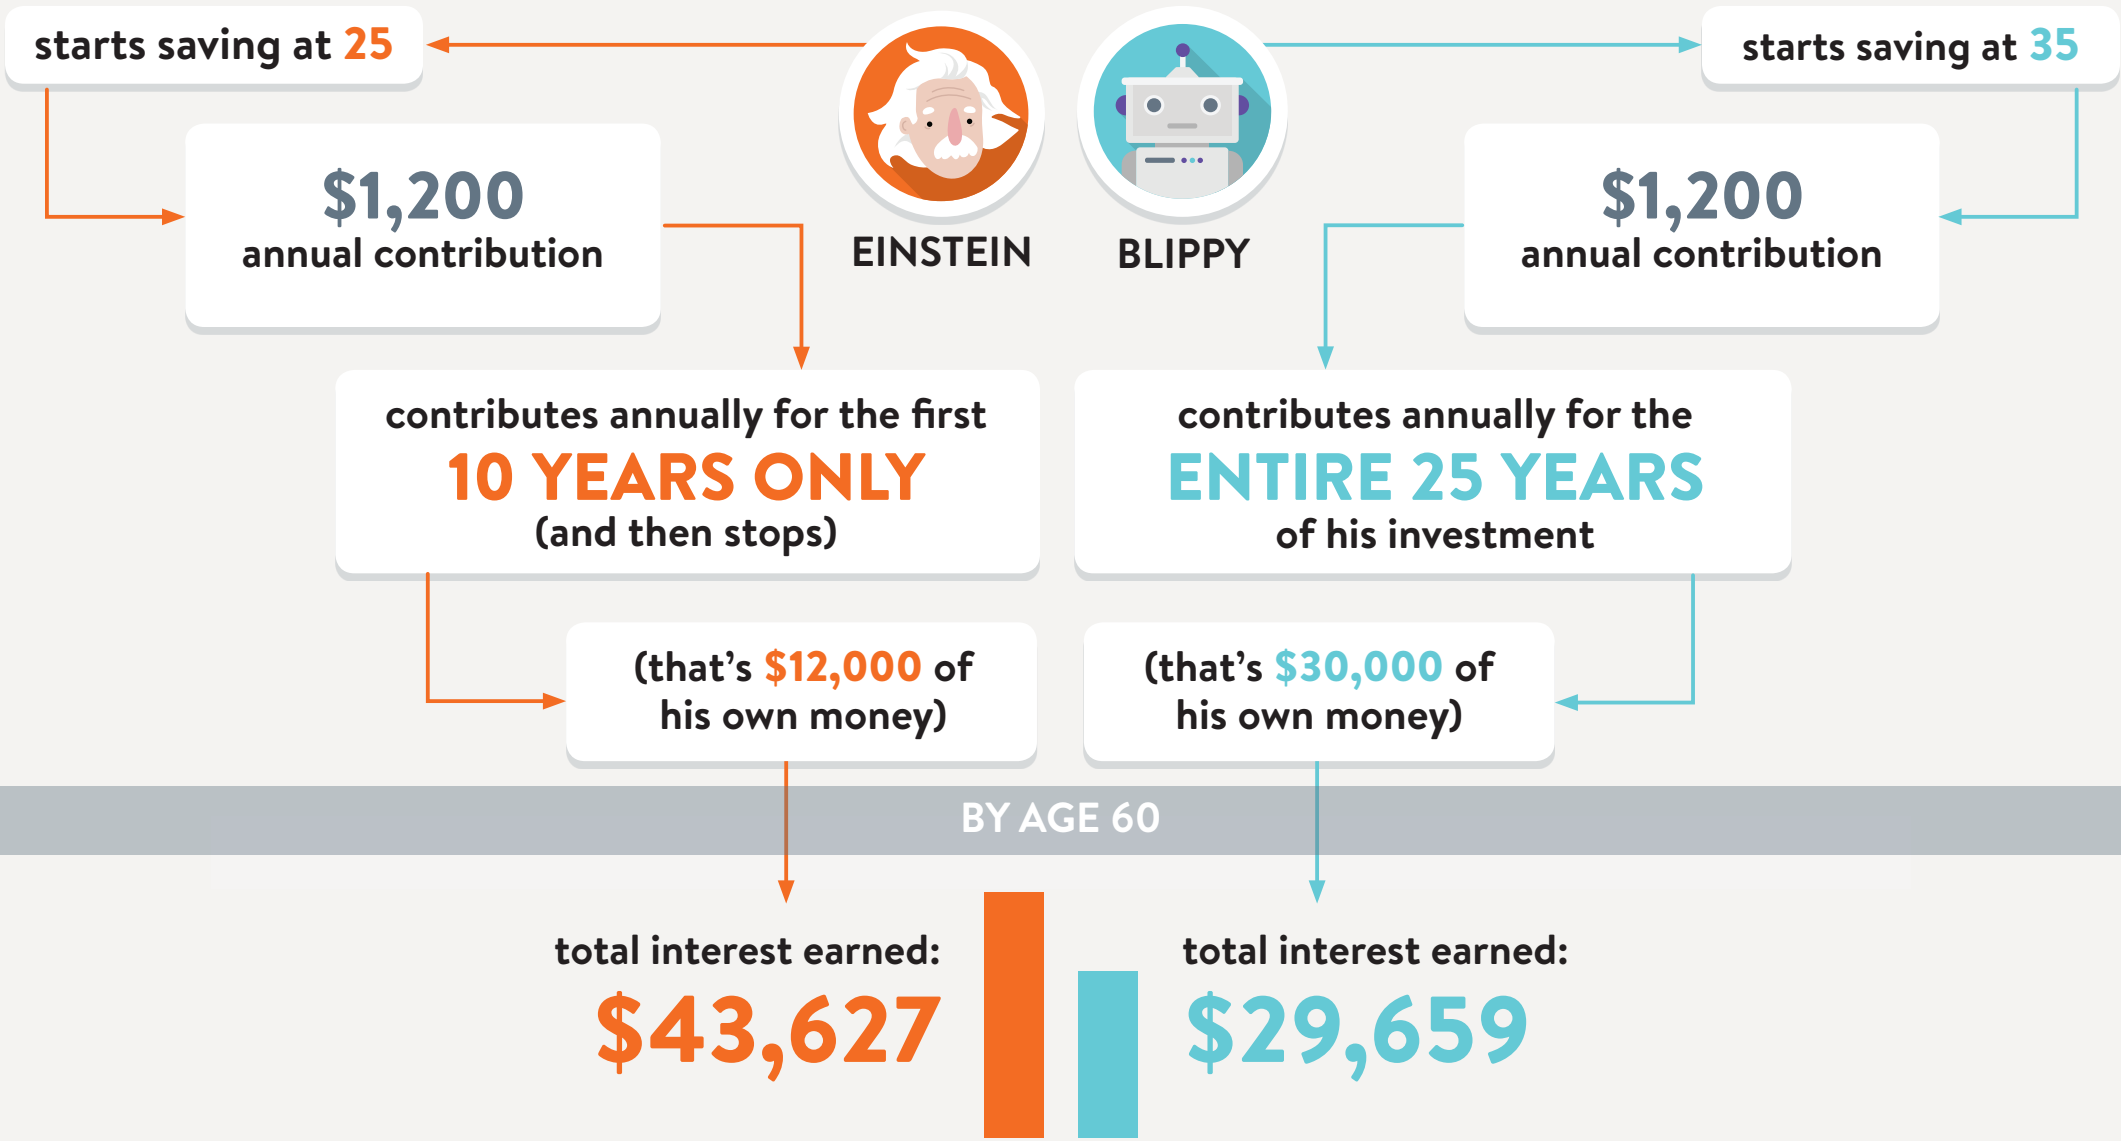 starts saving at 25
$1,200
annual contribution
contributes annually for the first
10 YEARS ONLY
(and then stops)
(that’s $12,000 of
his own money)
EINSTEIN
BLIPPY
starts saving at 35
$1,200
annual contribution
contributes annually for the
ENTIRE 25 YEARS
of his investment
(that’s $30,000 of
his own money)
BY AGE 60
total interest earned:
$43,627
total interest earned:
$29,659